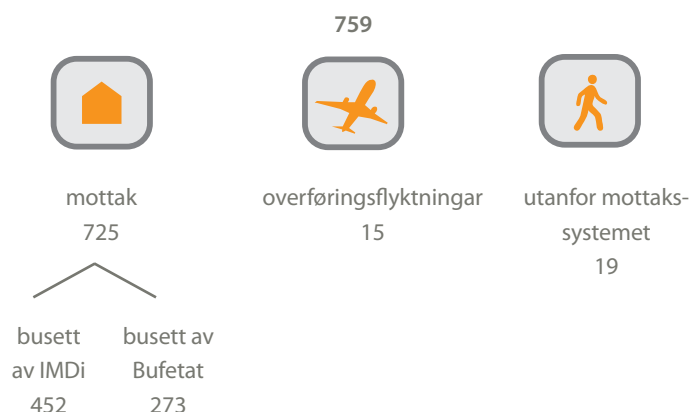 759
mottak
725
overføringsflyktningar
15
utanfor mottaks-
systemet
19
busett
av IMDi
452
busett av
Bufetat
273